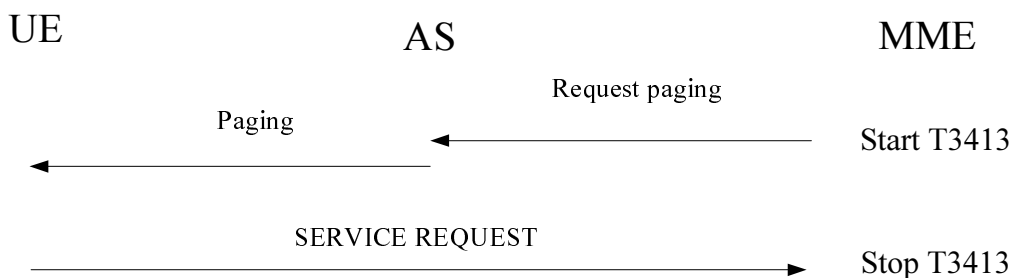 UE
AS
MME
Request paging
Paging
Start T3413
SERVICE REQUEST
Stop T3413